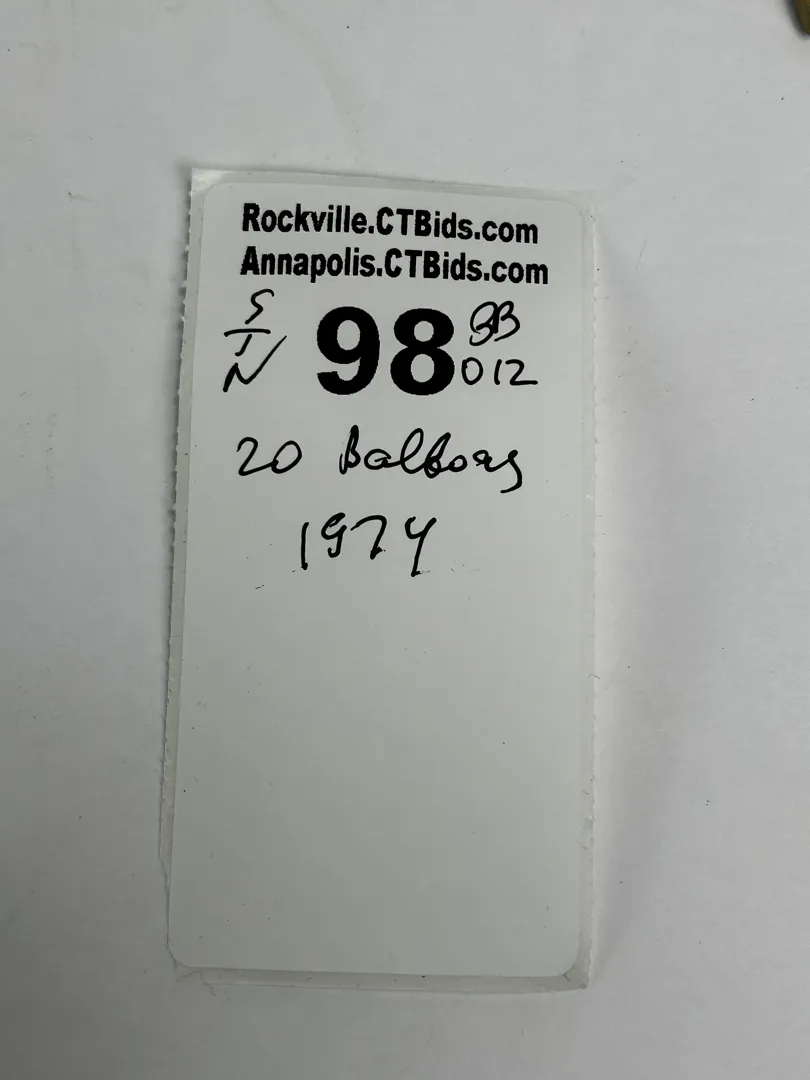 Rockville.CTBids.com
Annapolis.CTBids.com
S
T
N 98 BB
012
20 Balboas
1974